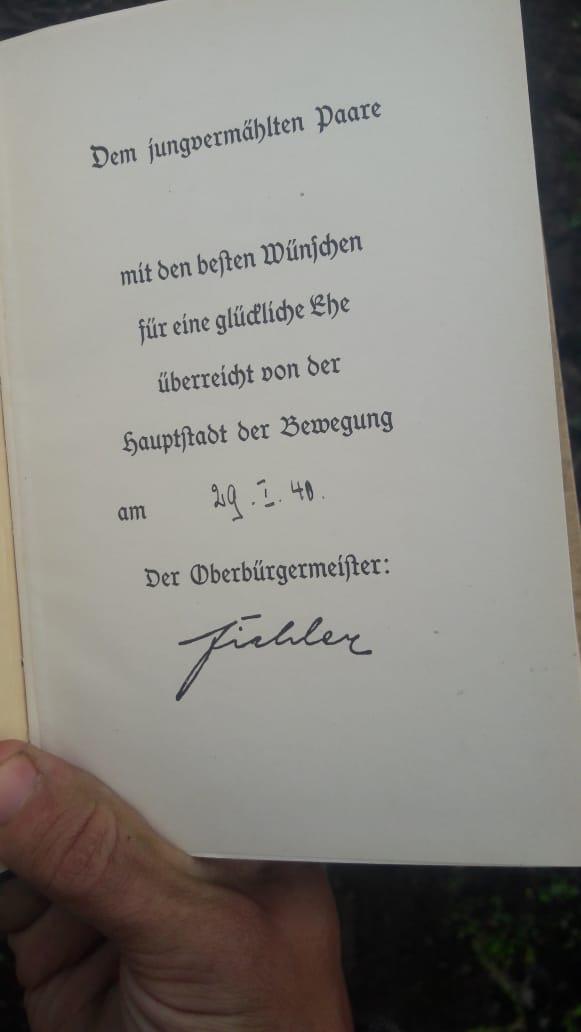 Dem jungvermählten Paare
mit den besten Wünschen
für eine glückliche Ehe
überreicht von der
Hauptstadt der Bewegung
am 29. I. 40.
Der Oberbürgermeister:
Fiehler